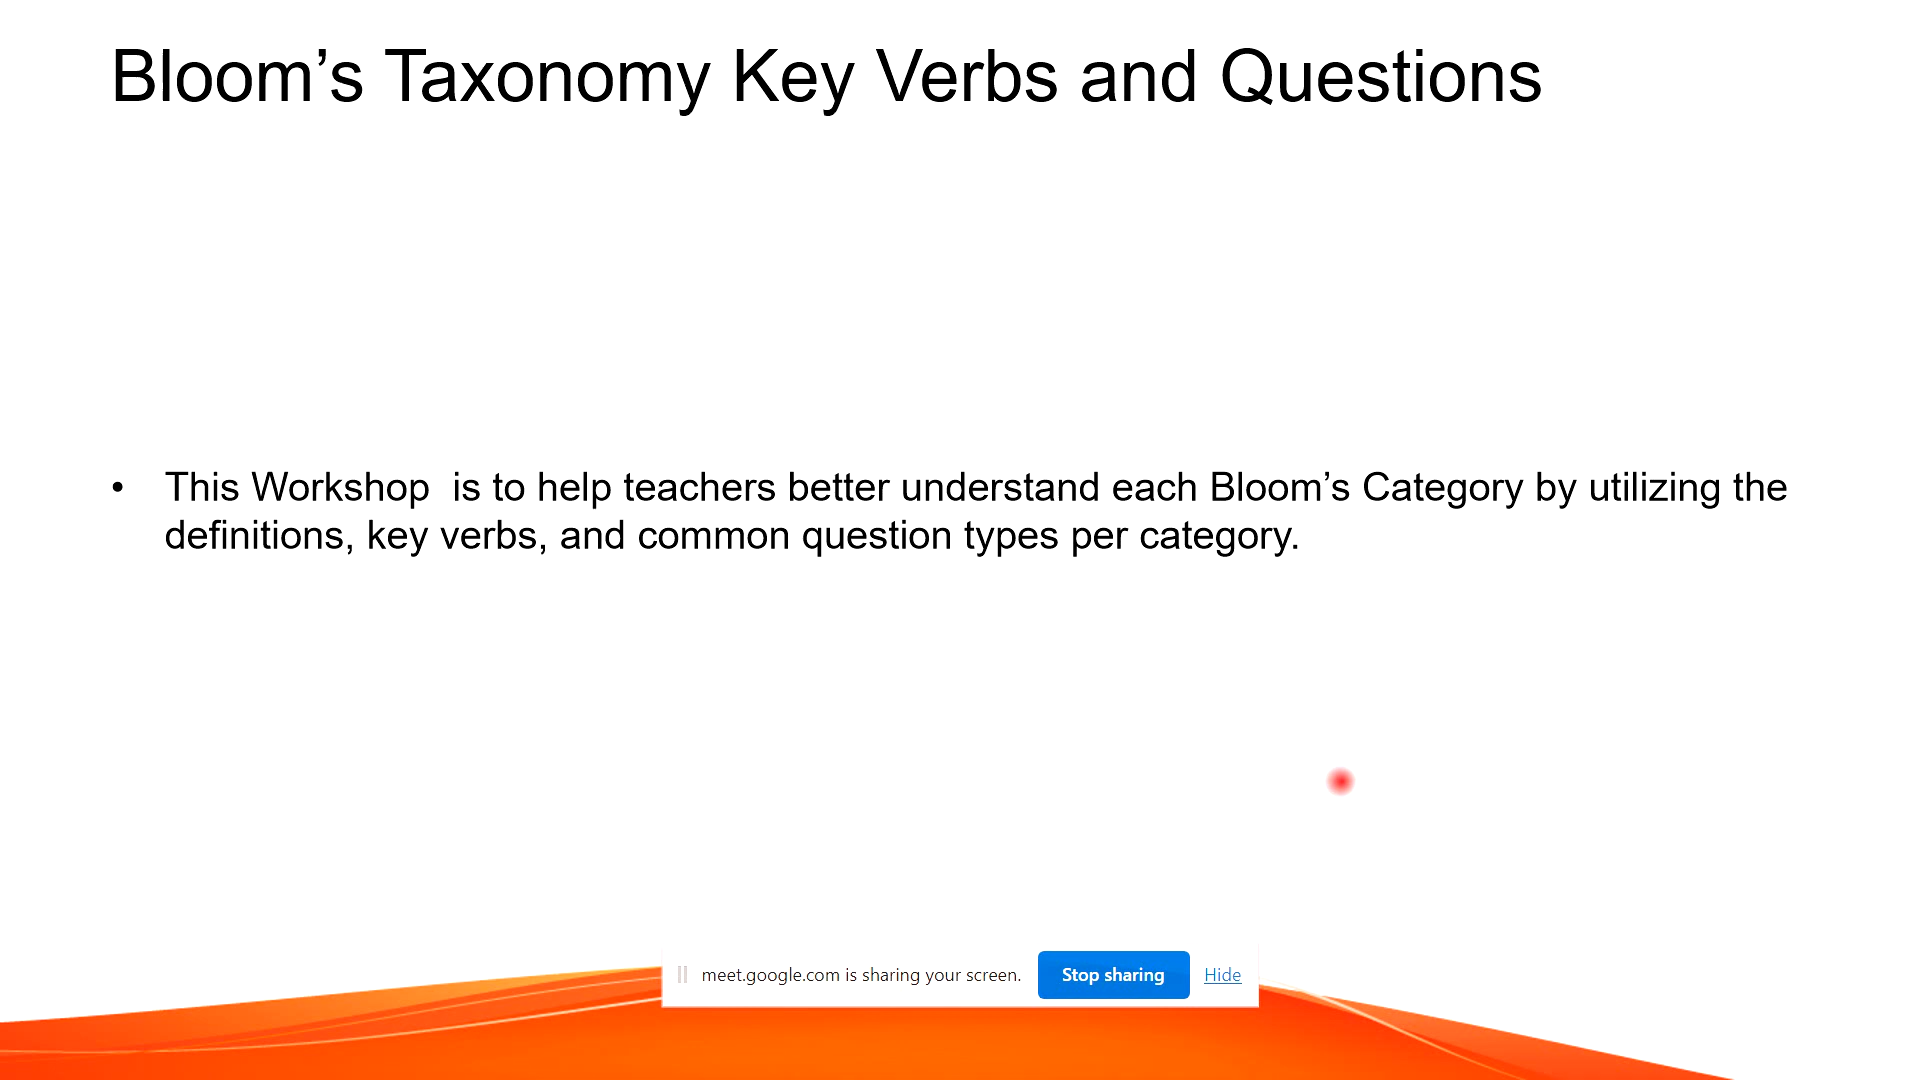 Bloom’s Taxonomy Key Verbs and Questions
• This Workshop  is to help teachers better understand each Bloom’s Category by utilizing the
definitions, key verbs, and common question types per category.
meet.google.com is sharing your screen. Stop sharing Hide